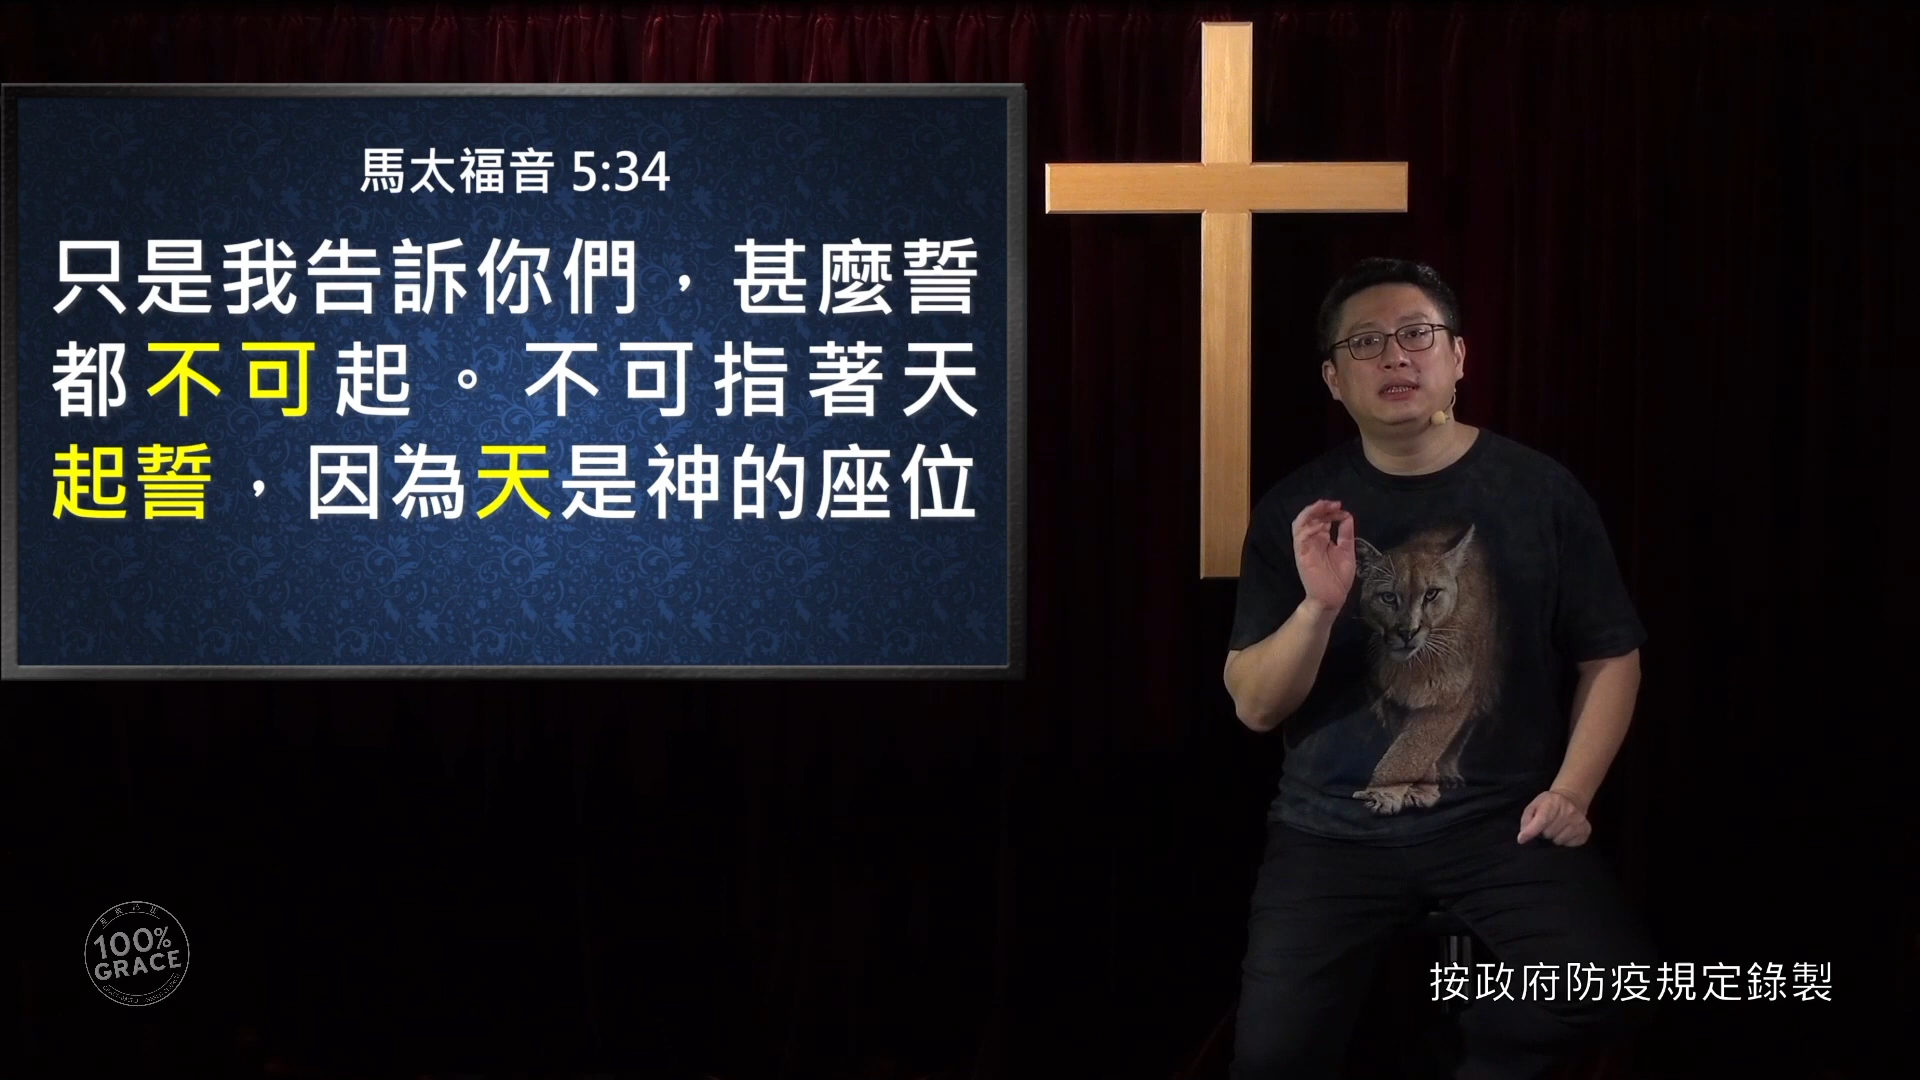 馬太福音 5:34
只是我告訴你們，甚麼誓
都不可起。不可指著天
起誓，因為天是神的座位
100%
GRACE
按政府防疫規定錄製